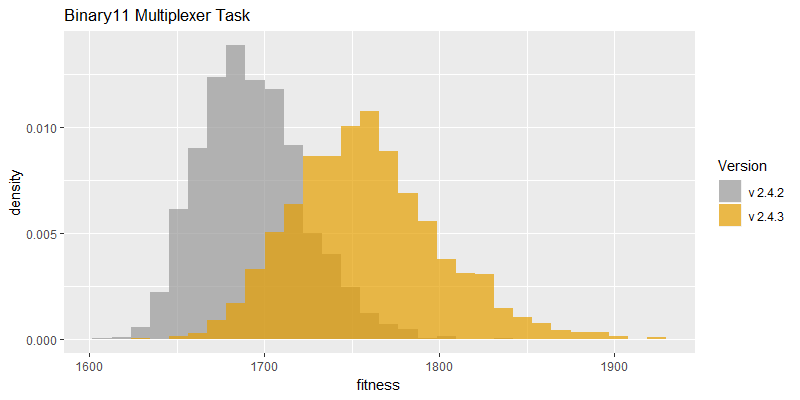 Binary11 Multiplexer Task
density
0.010
0.005
0.000
1600 1700 1800 1900
fitness
Version
v 2.4.2
v 2.4.3